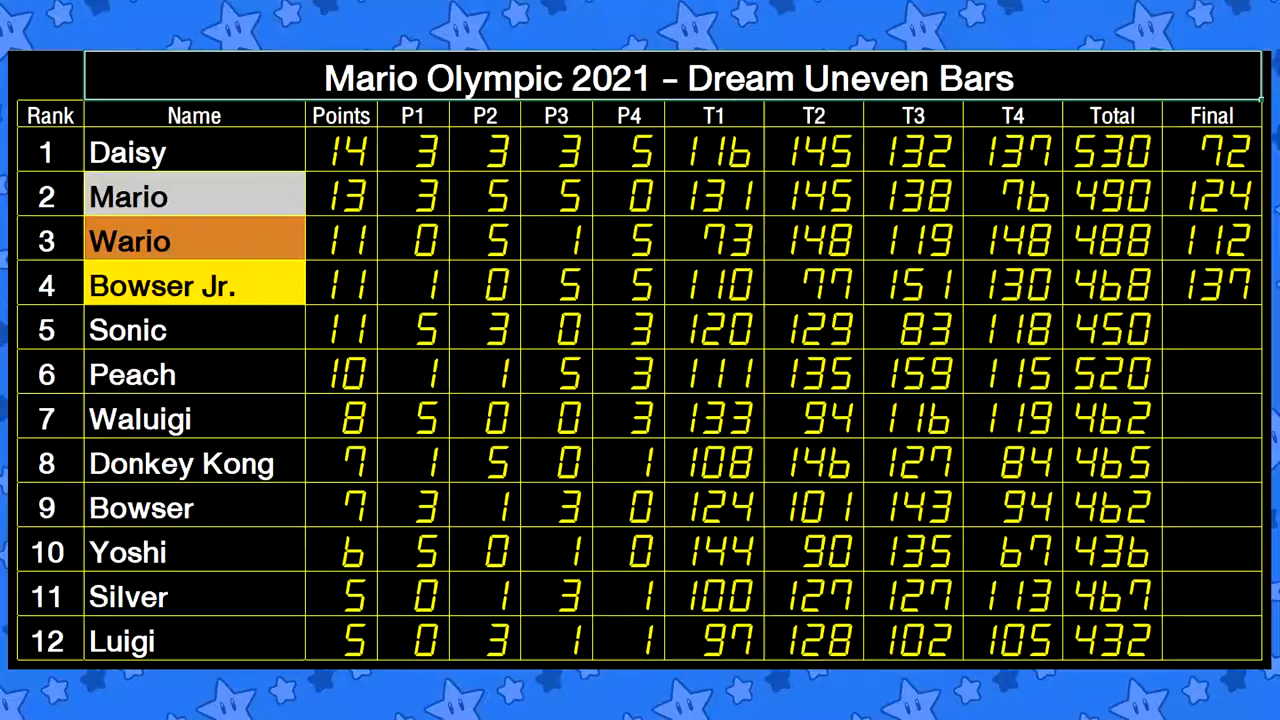 Mario Olympic 2021 – Dream Uneven Bars
Rank Name Points P1 P2 P3 P4 T1 T2 T3 T4 Total Final
1 Daisy 14 3 3 3 5 116 145 132 137 530 72
2 Mario 13 3 5 5 0 131 145 138 76 490 124
3 Wario 11 0 5 1 5 73 148 119 148 488 112
4 Bowser Jr. 11 1 0 5 5 110 77 151 130 468 137
5 Sonic 11 5 3 0 3 120 129 83 118 450
6 Peach 10 1 1 5 3 111 135 159 115 520
7 Waluigi 8 5 0 0 3 133 94 116 119 462
8 Donkey Kong 7 1 5 0 1 108 146 127 84 465
9 Bowser 7 3 1 3 0 124 101 143 94 462
10 Yoshi 6 5 0 1 0 144 90 135 67 436
11 Silver 5 0 1 3 1 100 127 127 113 467
12 Luigi 5 0 3 1 1 97 128 102 105 432